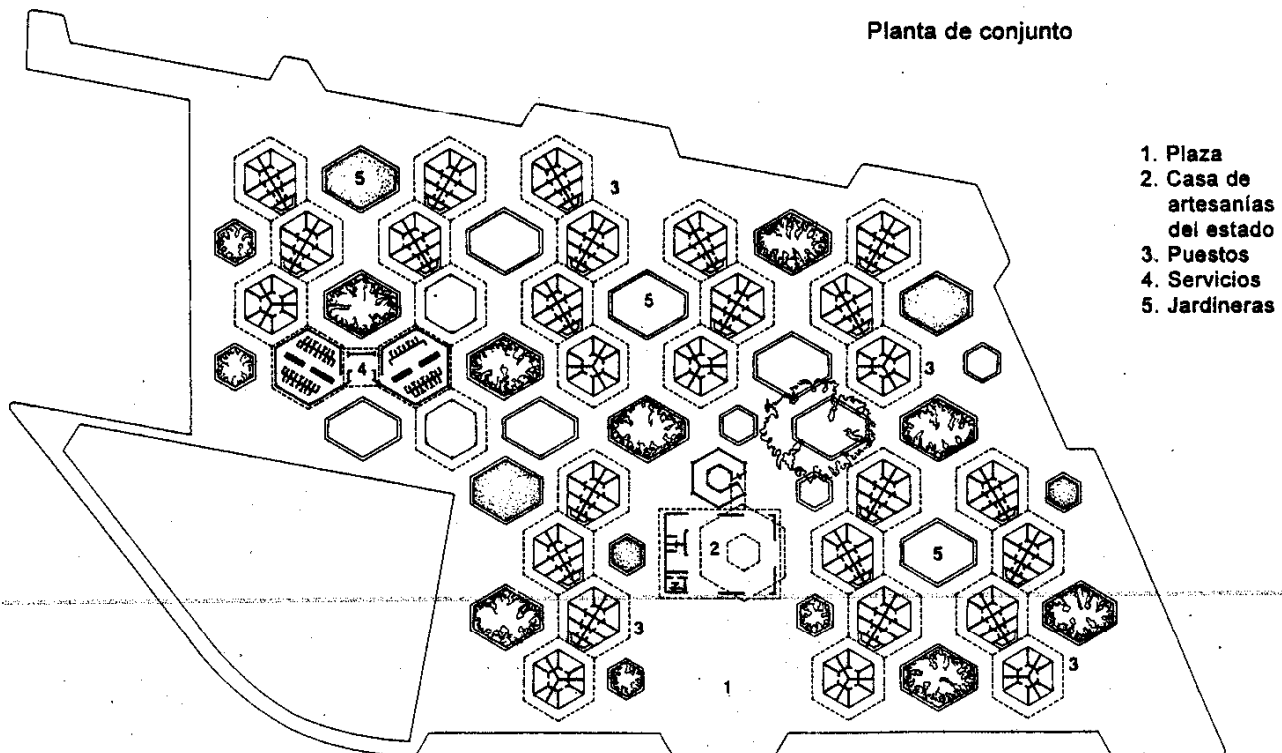 Planta de conjunto
1. Plaza
2. Casa de
artesanías
del estado
3. Puestos
4. Servicios
5. Jardineras
5
3
5
4
3
2
5
3
3
1